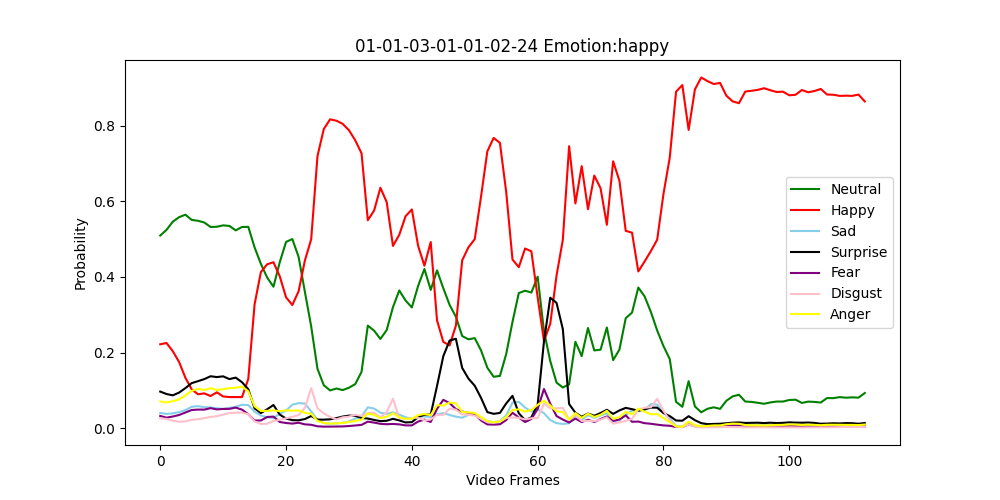 01-01-03-01-01-02-24 Emotion:happy
Probability
0.8
0.6
0.4
0.2
0.0
0 20 40 60 80 100
Video Frames
Neutral
Happy
Sad
Surprise
Fear
Disgust
Anger